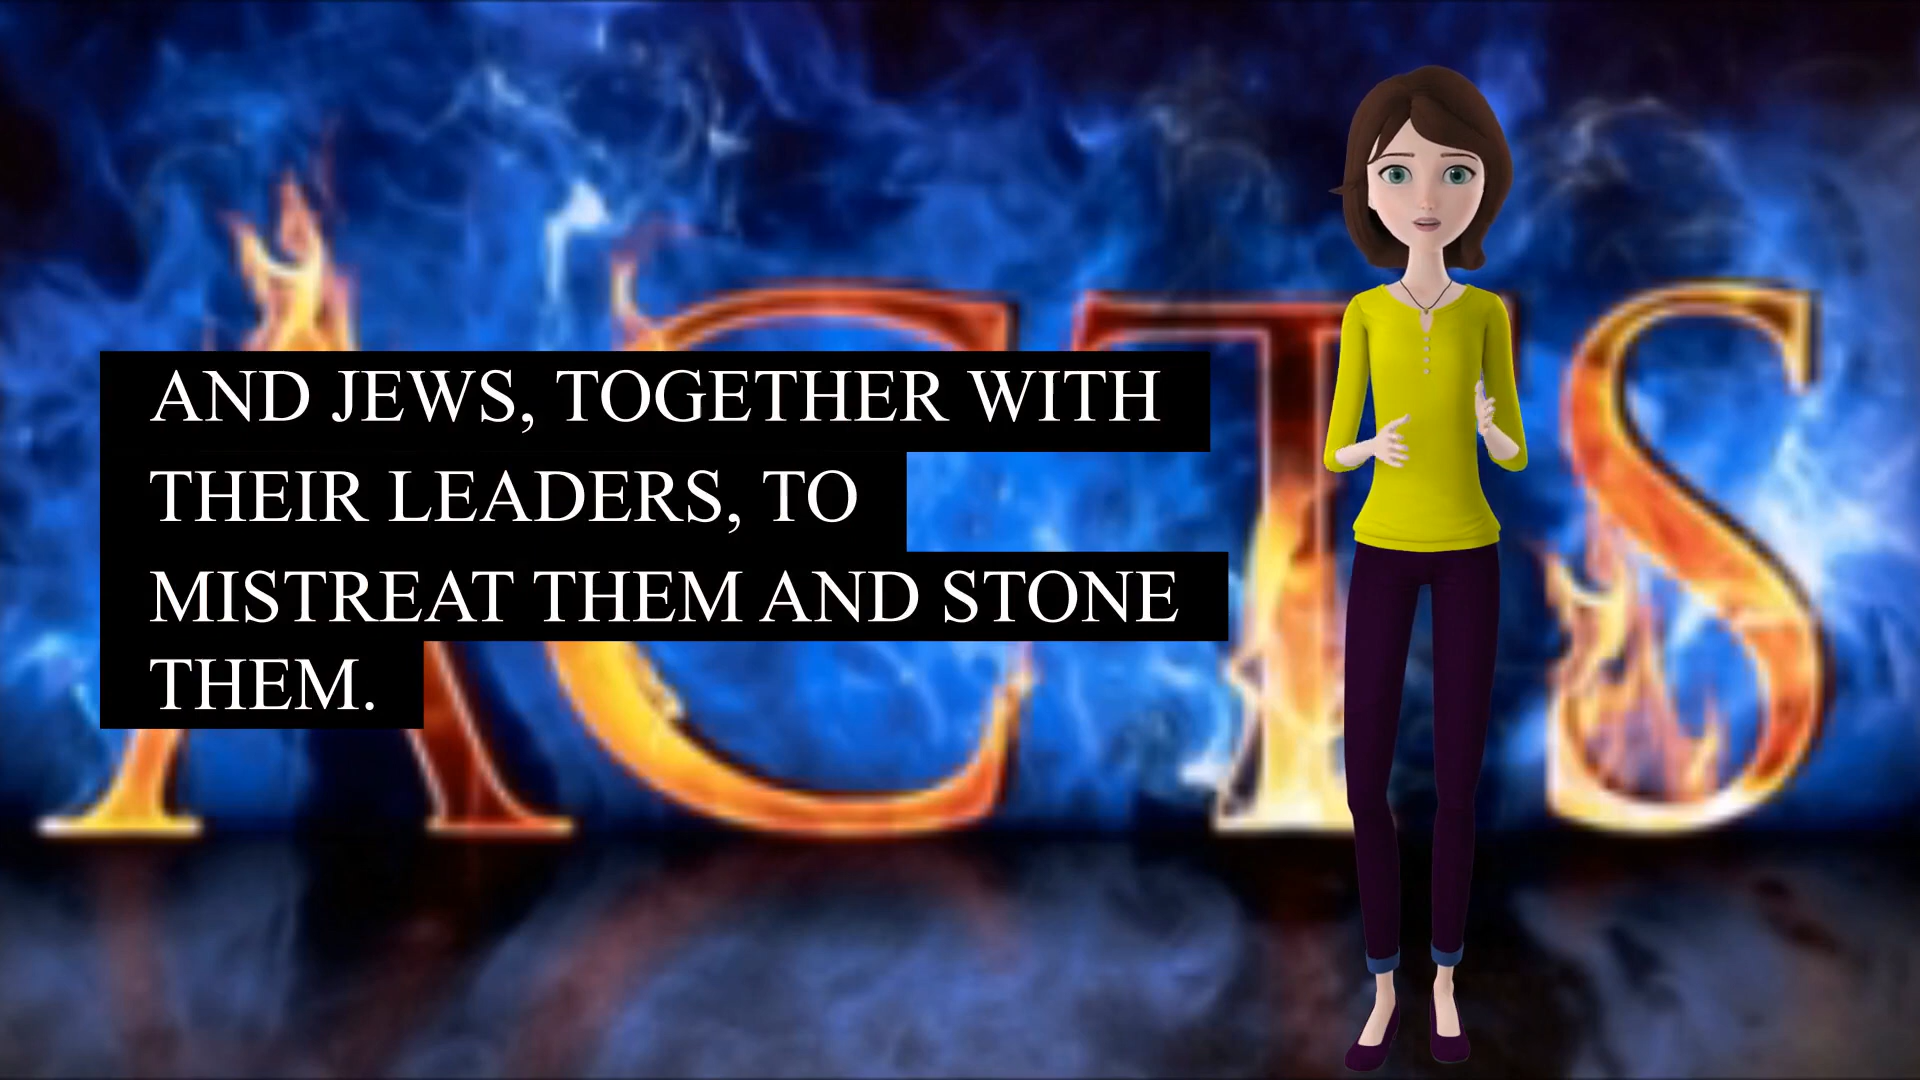 ACTS
AND JEWS, TOGETHER WITH
THEIR LEADERS, TO
MISTREAT THEM AND STONE
THEM.